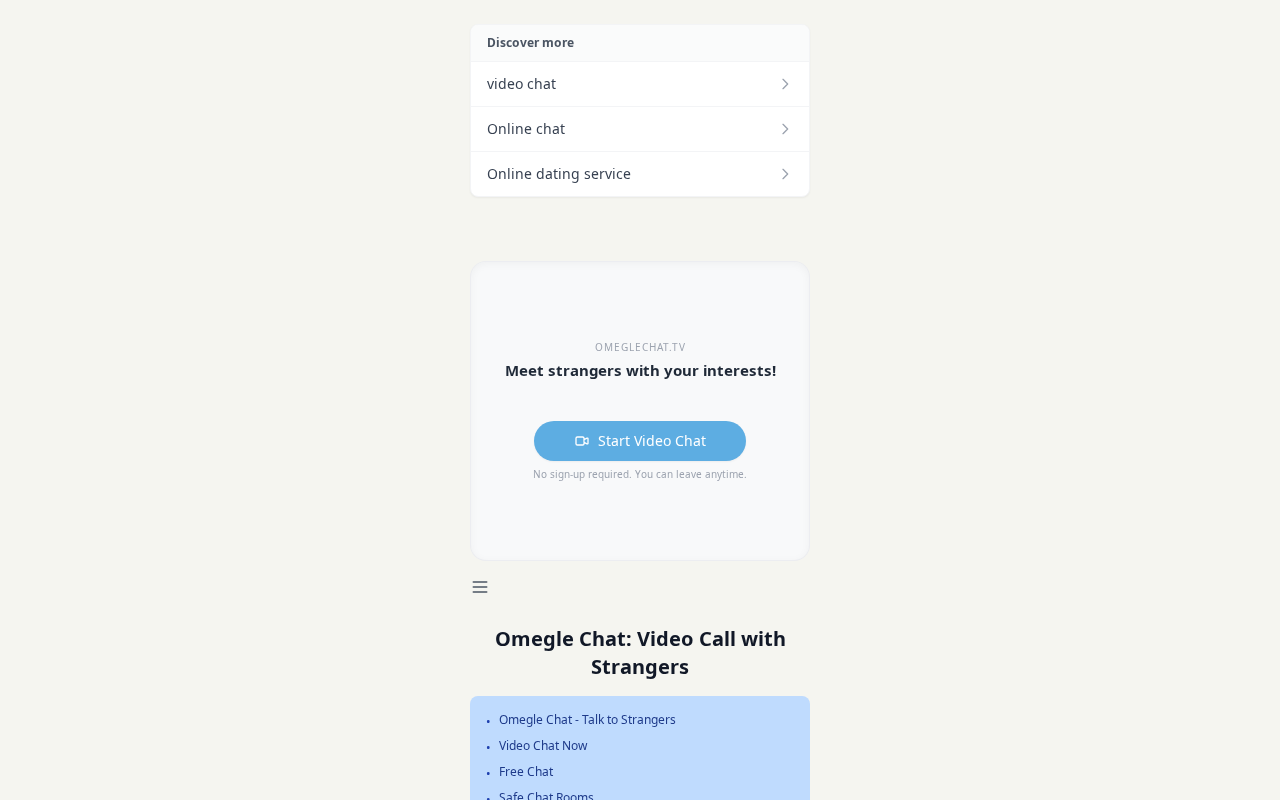 Discover more
video chat
Online chat
Online dating service
OMEGLECHAT.TV
Meet strangers with your interests!
Start Video Chat
No sign-up required. You can leave anytime.
Omegle Chat: Video Call with
Strangers
• Omegle Chat - Talk to Strangers
• Video Chat Now
• Free Chat
• Safe Chat Rooms